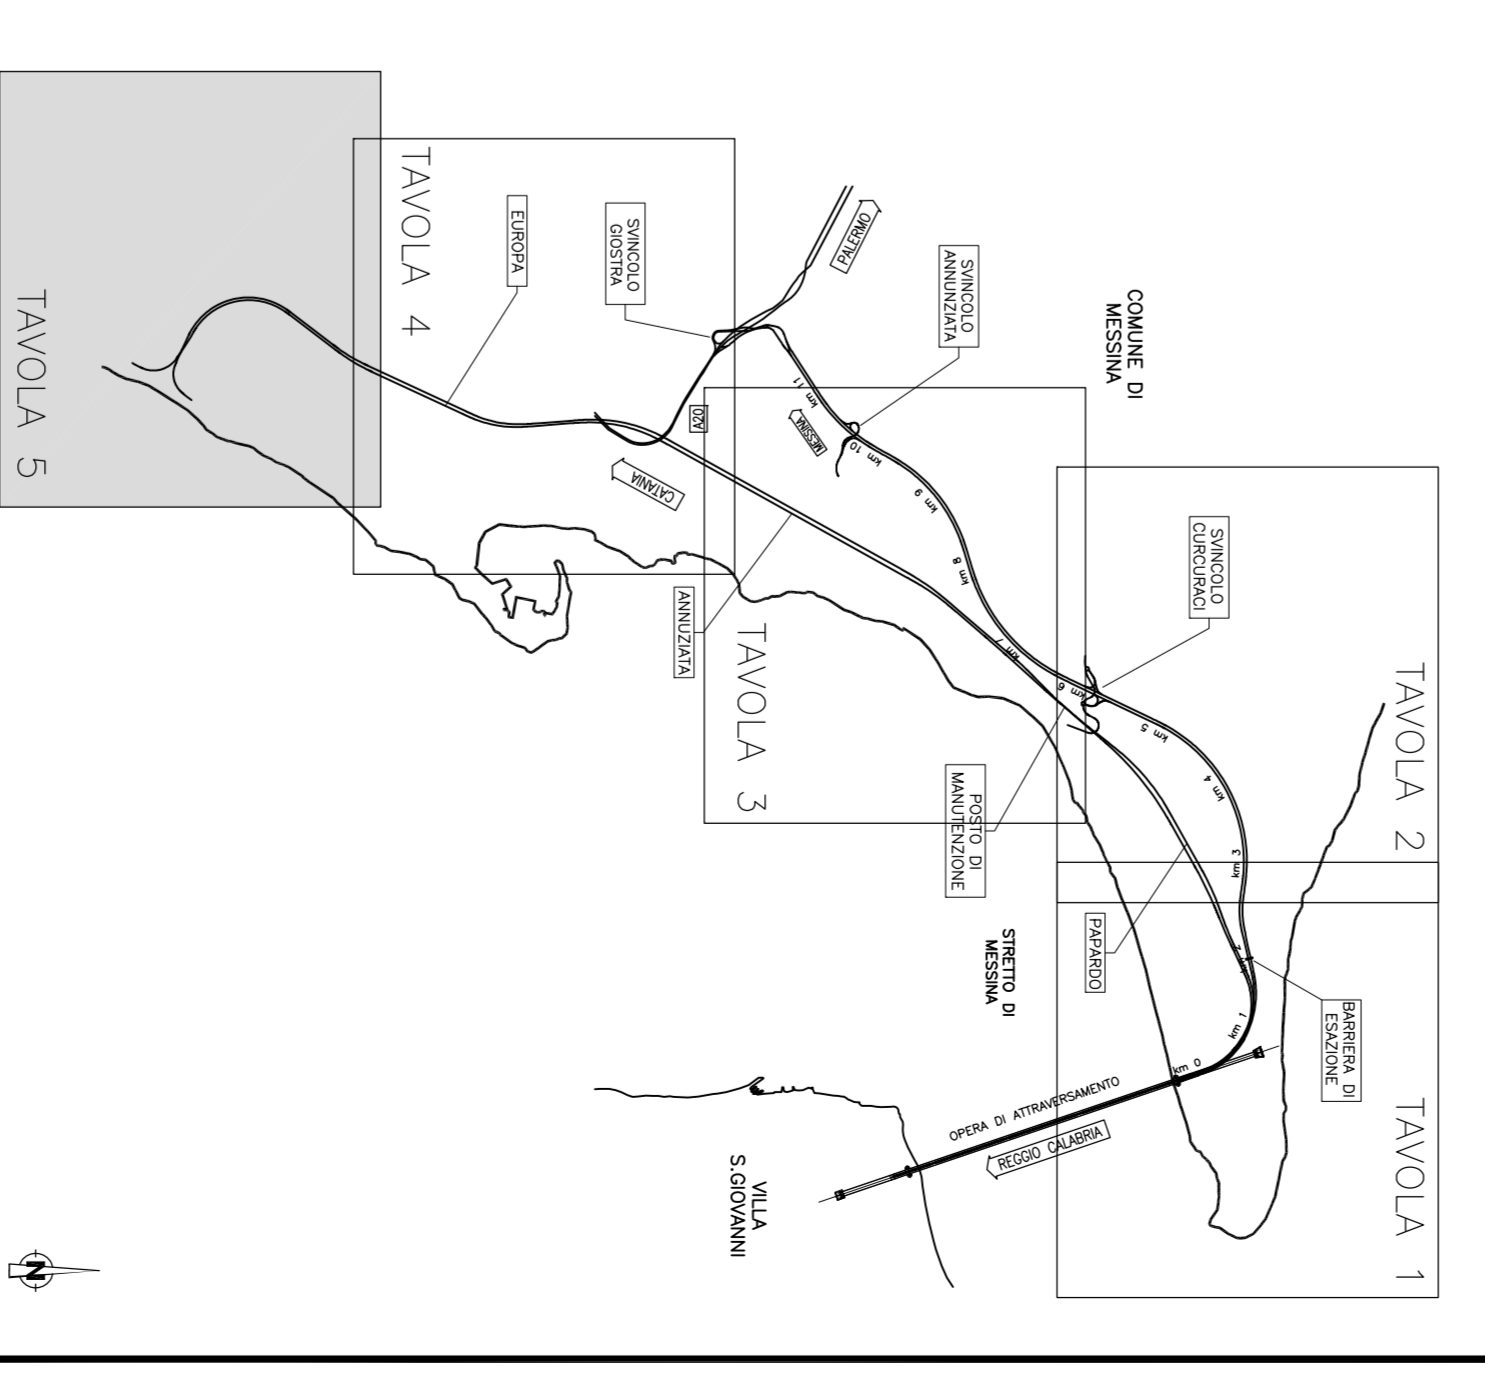 TAVOLA 1
TAVOLA 2
BARRIERA DI
ESAZIONE
SVINCOLO
CURCURACI
COMUNE DI
MESSINA
PAPARDO
STRETTO DI
MESSINA
POSTO DI
MANUTENZIONE
SVINCOLO
ANNUNZIATA
PALERMO
MESSINA
TAVOLA 3
ANNUZIATA
A20
CATANIA
SVINCOLO
GIOSTRA
EUROPA
TAVOLA 4
TAVOLA 5
OPERA DI ATTRAVERSAMENTO
REGGIO CALABRIA
VILLA
S.GIOVANNI
km 0
km 1
km 2
km 3
km 4
km 5
km 6
km 7
km 8
km 9
km 10
km 11
N